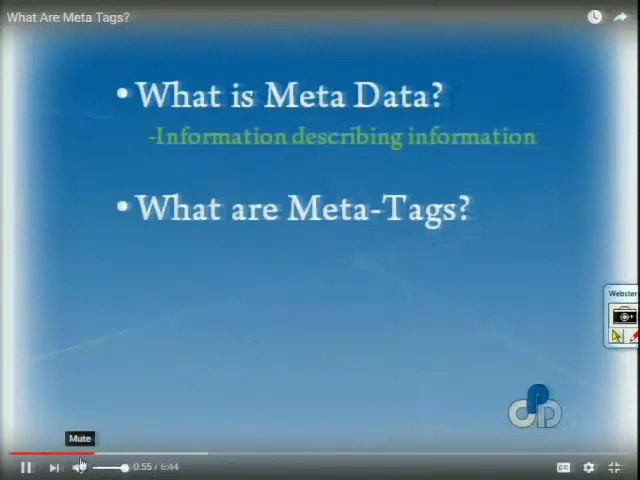 What Are Meta Tags?
• What is Meta Data?
-Information describing information
• What are Meta-Tags?
Webster
Mute
0:55 / 6:44
CC